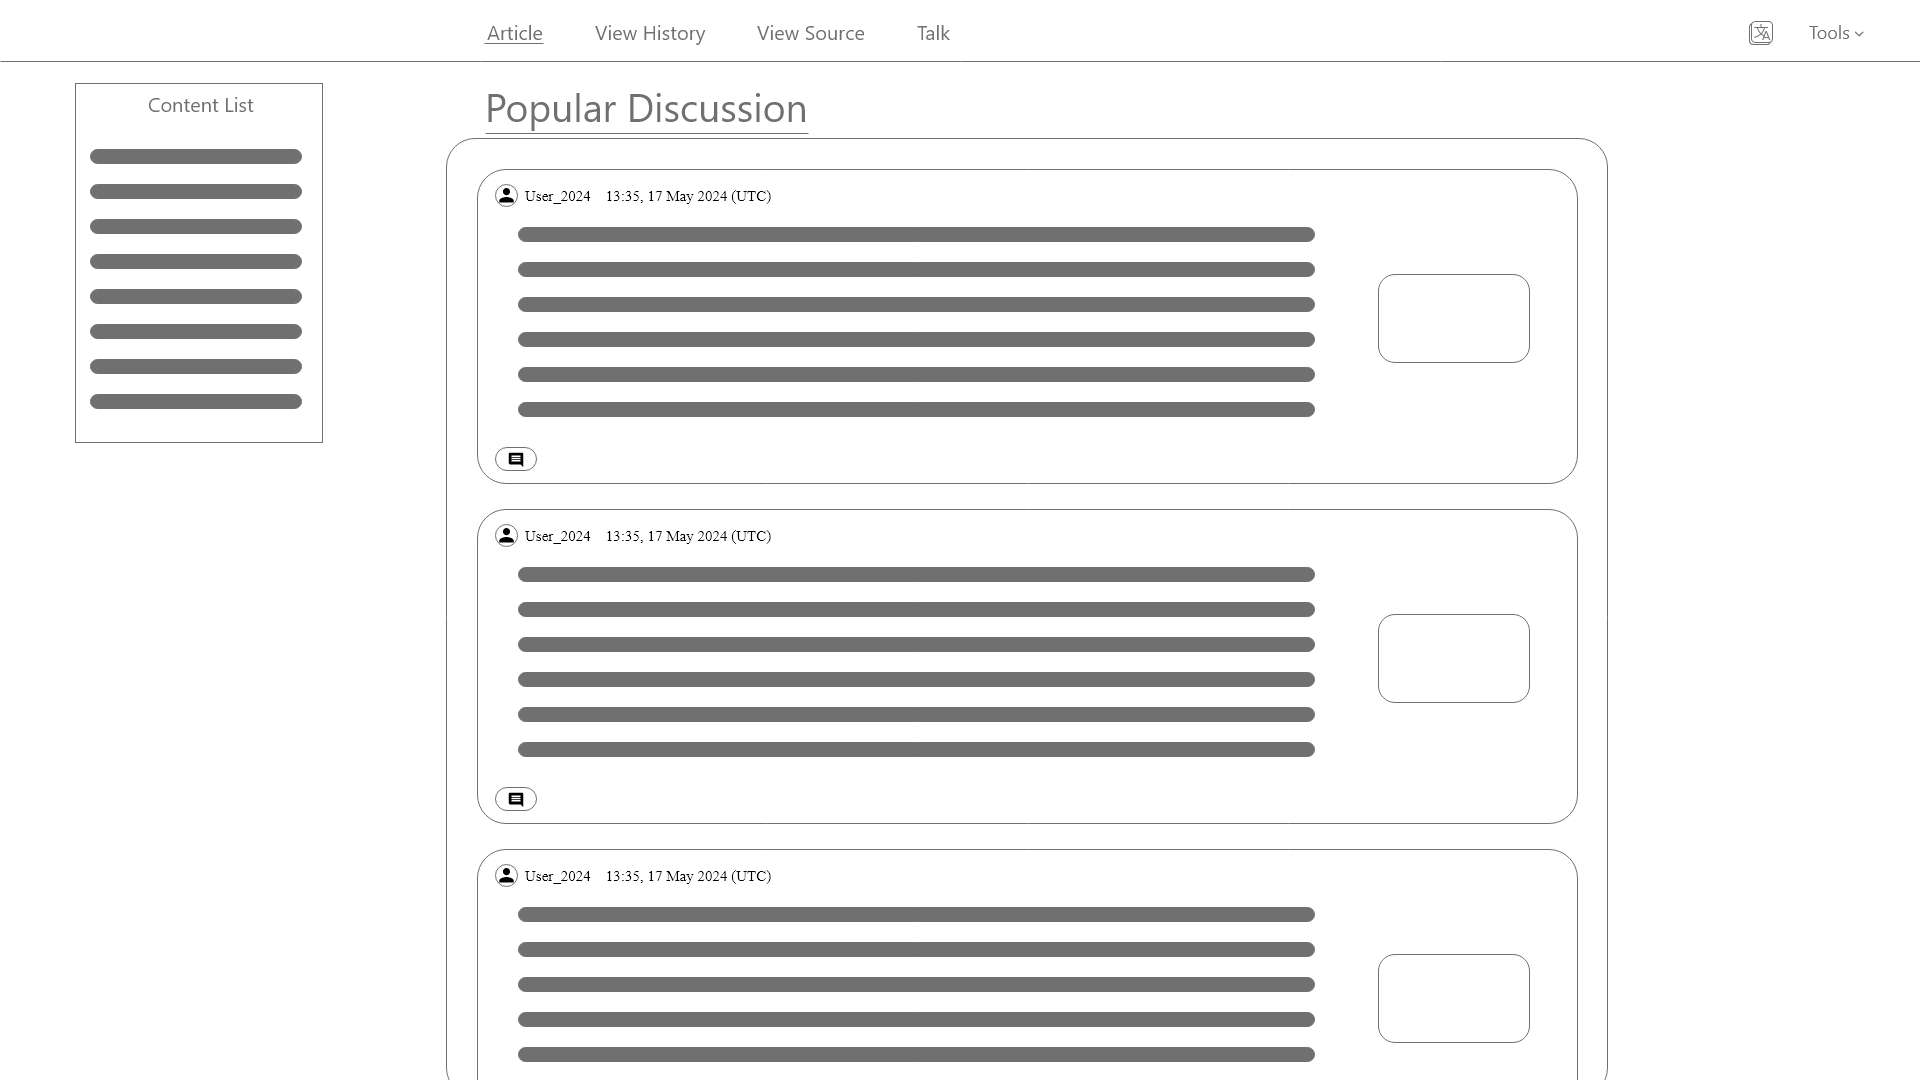 Article View History View Source Talk Tools
Content List
Popular Discussion
User_2024 13:35, 17 May 2024 (UTC)
User_2024 13:35, 17 May 2024 (UTC)
User_2024 13:35, 17 May 2024 (UTC)